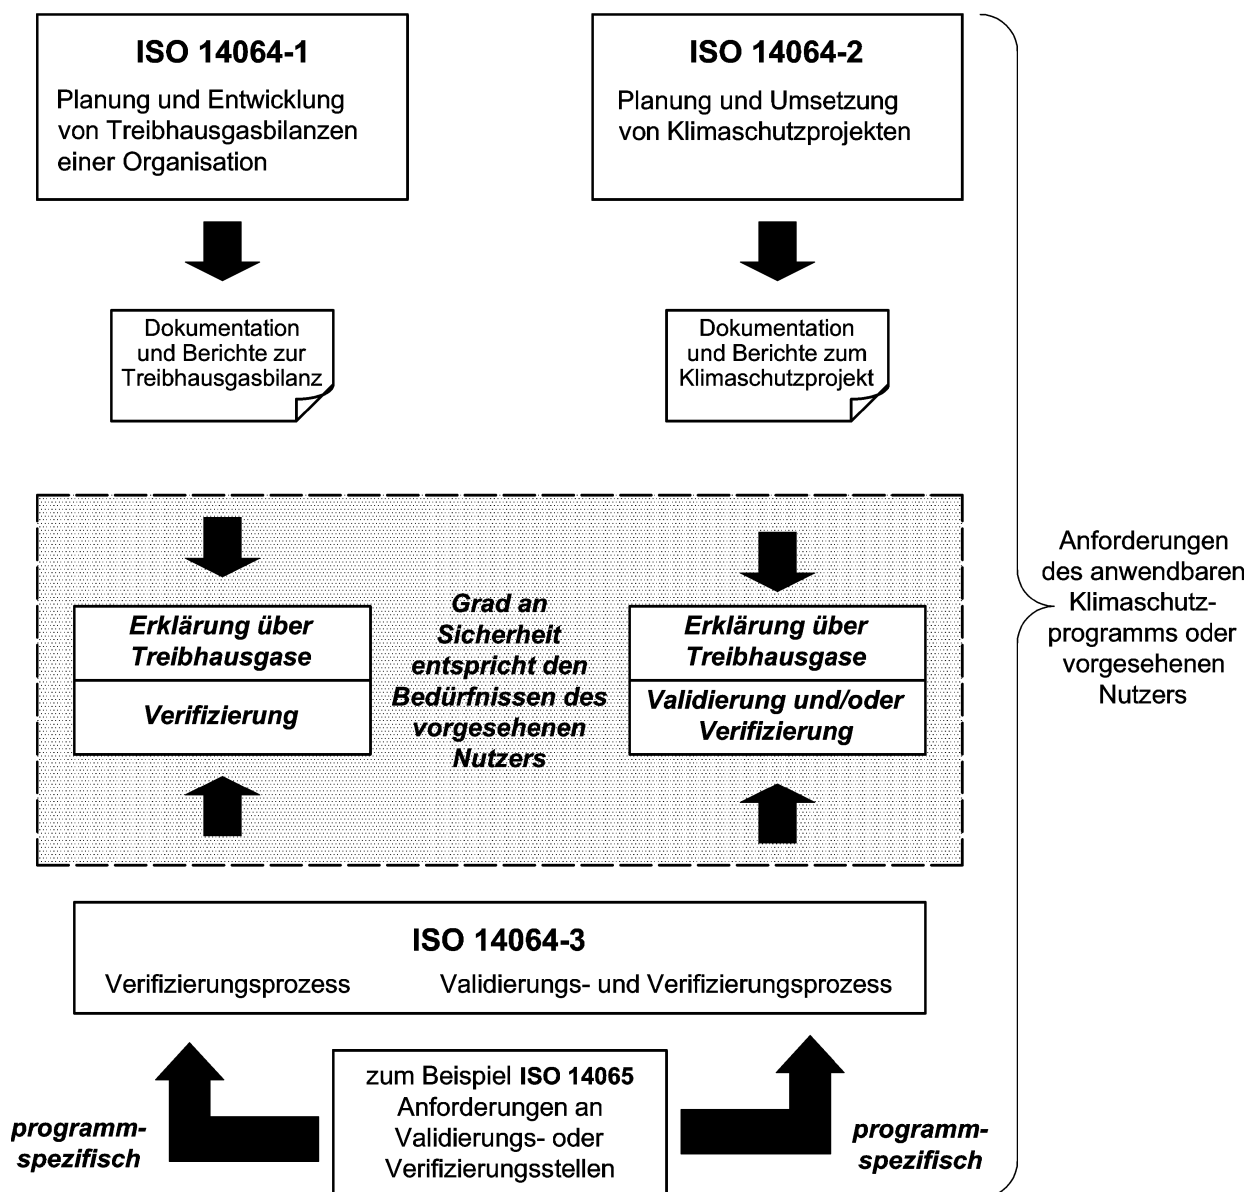 ISO 14064-1
Planung und Entwicklung
von Treibhausgasbilanzen
einer Organisation
ISO 14064-2
Planung und Umsetzung
von Klimaschutzprojekten
Dokumentation
und Berichte zur
Treibhausgasbilanz
Dokumentation
und Berichte zum
Klimaschutzprojekt
Erklärung über
Treibhausgase
Verifizierung
Grad an
Sicherheit
entspricht den
Bedürfnissen des
vorgesehenen
Nutzers
Erklärung über
Treibhausgase
Validierung und/oder
Verifizierung
Anforderungen
des anwendbaren
Klimaschutz-
programms oder
vorgesehenen
Nutzers
ISO 14064-3
Verifizierungsprozess
Validierungs- und Verifizierungsprozess
programm-
spezifisch
zum Beispiel ISO 14065
Anforderungen an
Validierungs- oder
Verifizierungsstellen
programm-
spezifisch